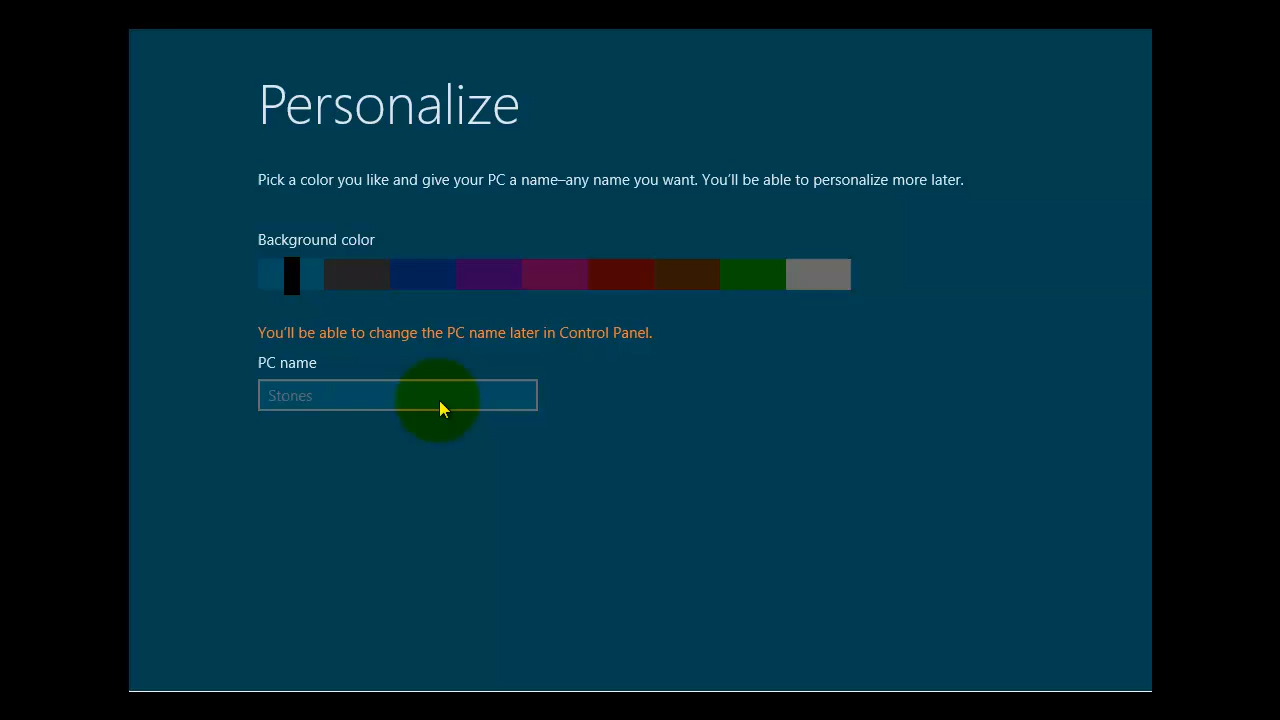 Personalize
Pick a color you like and give your PC a name–any name you want. You'll be able to personalize more later.
Background color
You'll be able to change the PC name later in Control Panel.
PC name
Stones